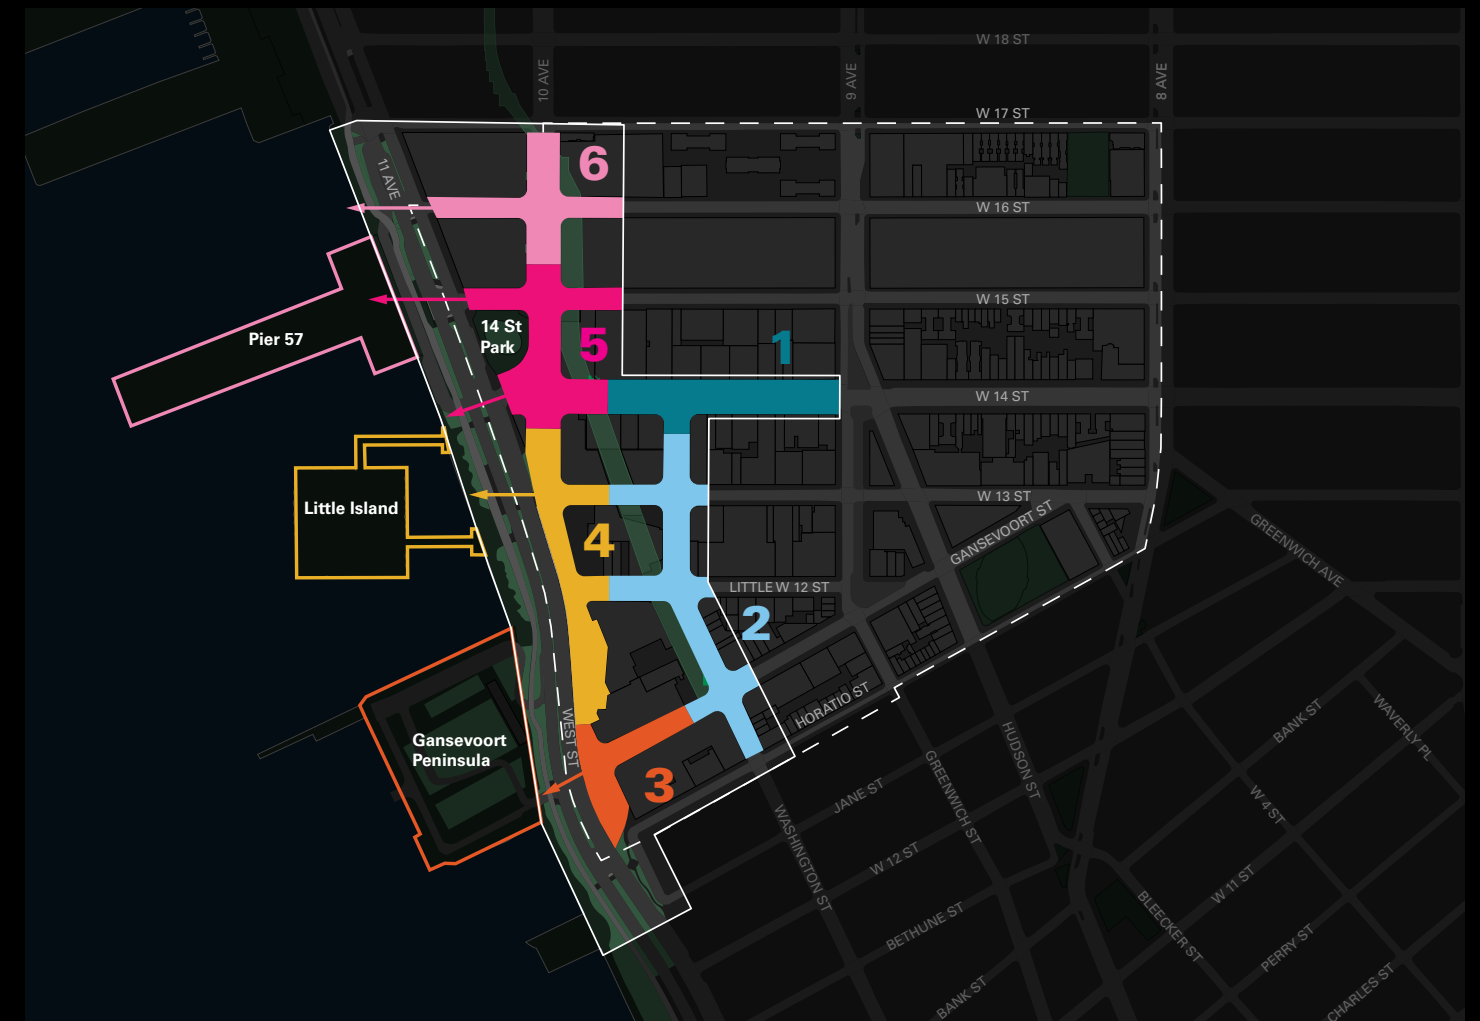 W 18 ST
10 AVE
9 AVE
8 AVE
W 17 ST
6
11 AVE
W 16 ST
W 15 ST
14 St
Park
5
1
Pier 57
W 14 ST
W 13 ST
Little Island
4
GANSEVOORT ST
GREENWICH AVE
LITTLE W 12 ST
2
HORATIO ST
WEST ST
Gansevoort
Peninsula
3
BANK ST
WAVERLY PL
HUDSON ST
GREENWICH ST
JANE ST
W 4 ST
WASHINGTON ST
W 12 ST
W 11 ST
BLEECKER ST
BETHUNE ST
PERRY ST
BANK ST
CHARLES ST